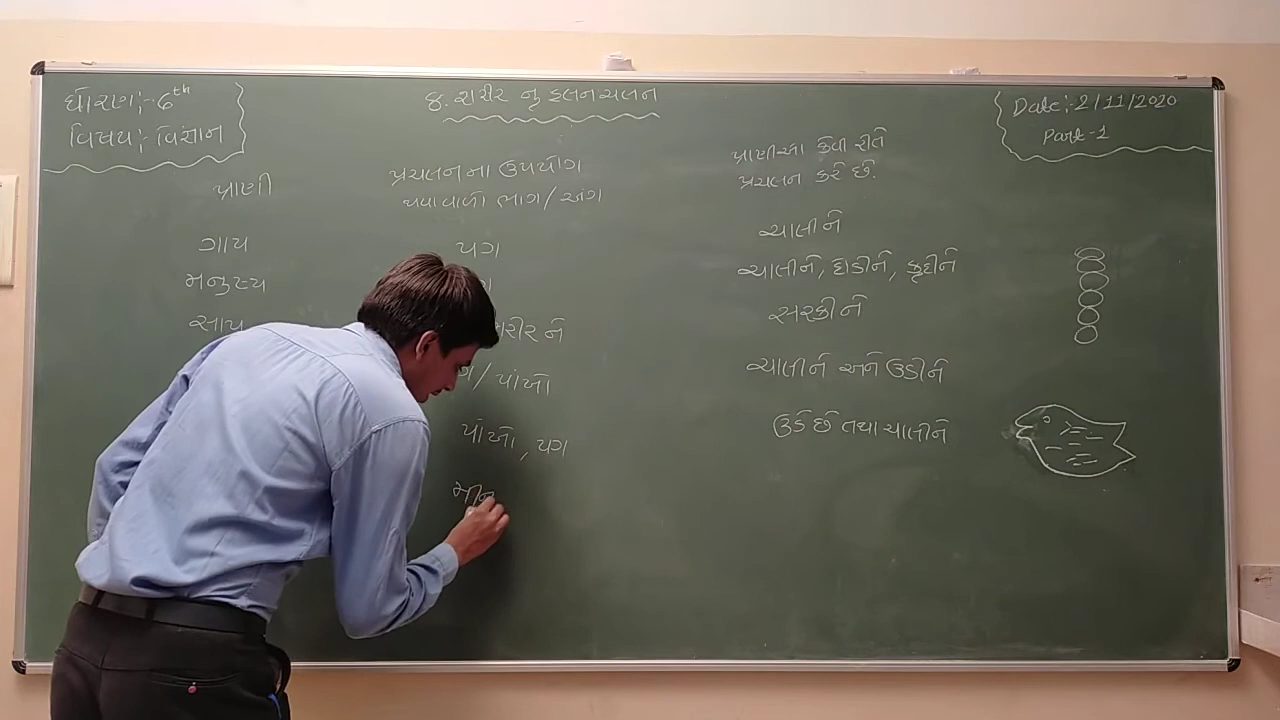 ધોરણ:- 6th
વિષય:- વિજ્ઞાન
૪. શરીર નું હલનચલન
Date:- 2/11/2020
Part-1
પ્રાણી
પ્રચલનના ઉપયોગ
થવાવાળો ભાગ/અંગ
પ્રાણીઓ કેવી રીતે
પ્રચલન કરે છે.
ગાય
પગ
ચાલીને
મનુષ્ય
ચાલીને, દોડીને, કૂદીને
સાપ
શરીર ને
સરકીને
/પાંખો
ચાલીને અને ઉડીને
પાંખો, પગ
ઉડે છે તથા ચાલીને
મીન